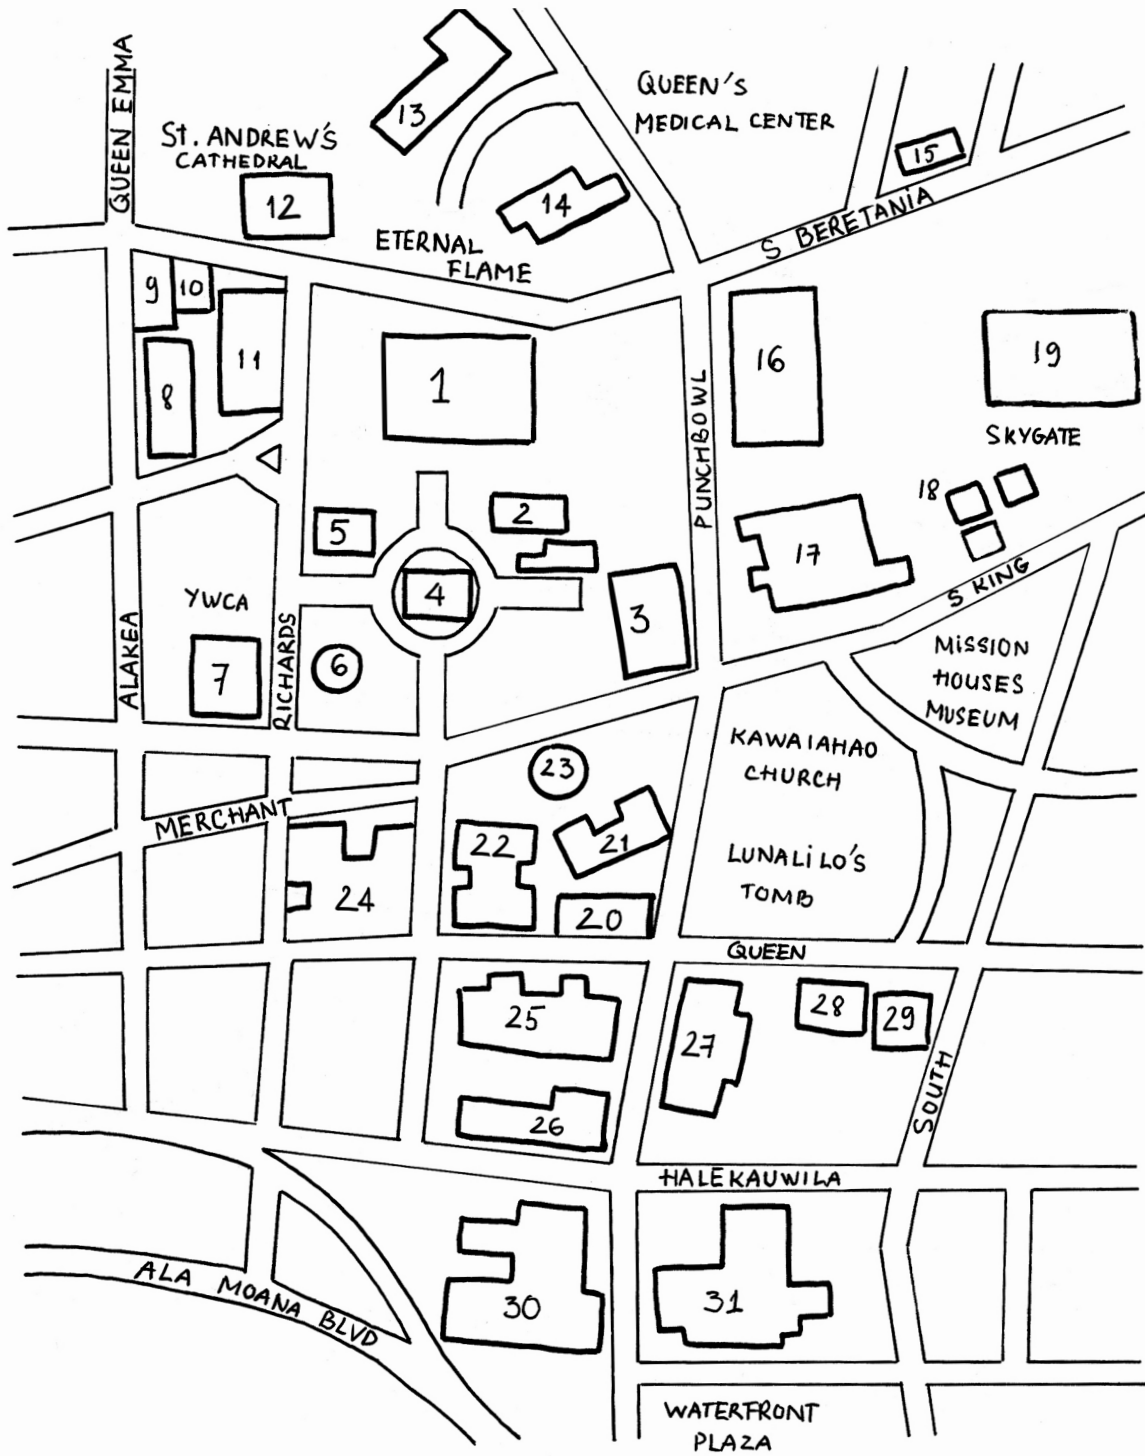 QUEEN EMMA
St. ANDREW'S
CATHEDRAL
13
QUEEN'S
MEDICAL CENTER
15
12
14
ETERNAL
FLAME
S BERETANIA
9
10
11
8
1
16
19
SKYGATE
PUNCHBOWL
18
5
2
4
3
17
S KING
YWCA
7
6
ALAKEA
RICHARDS
MISSION
HOUSES
MUSEUM
KAWAIAHAO
CHURCH
23
MERCHANT
22
21
24
20
LUNALILO'S
TOMB
QUEEN
25
27
28
29
26
SOUTH
HALEKAUWILA
ALA MOANA BLVD
30
31
WATERFRONT
PLAZA